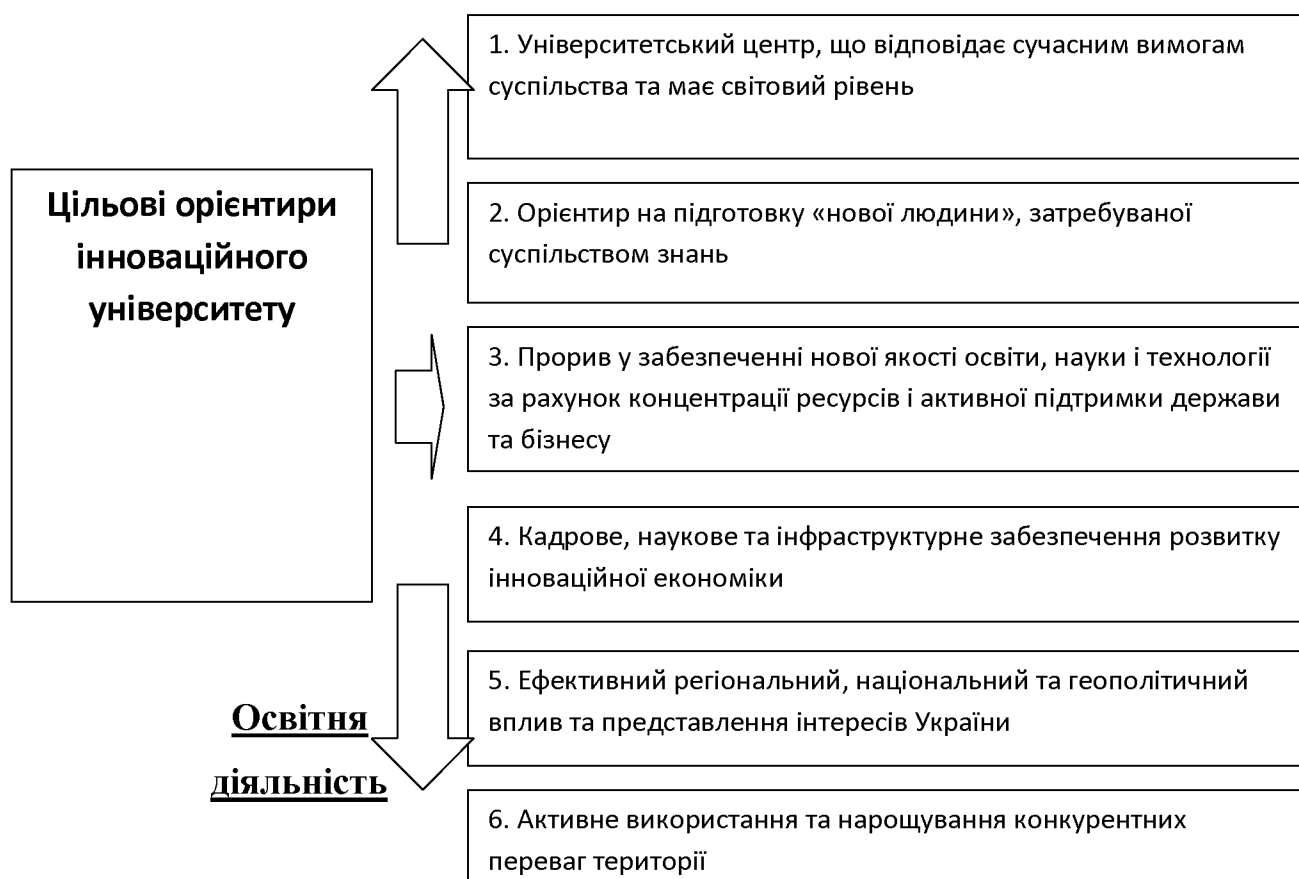 1. Університетський центр, що відповідає сучасним вимогам
суспільства та має світовий рівень
Цільові орієнтири
інноваційного
університету
2. Орієнтир на підготовку «нової людини», затребуваної
суспільством знань
3. Прорив у забезпеченні нової якості освіти, науки і технології
за рахунок концентрації ресурсів і активної підтримки держави
та бізнесу
4. Кадрове, наукове та інфраструктурне забезпечення розвитку
інноваційної економіки
5. Ефективний регіональний, національний та геополітичний
вплив та представлення інтересів України
Освітня
діяльність
6. Активне використання та нарощування конкурентних
переваг території